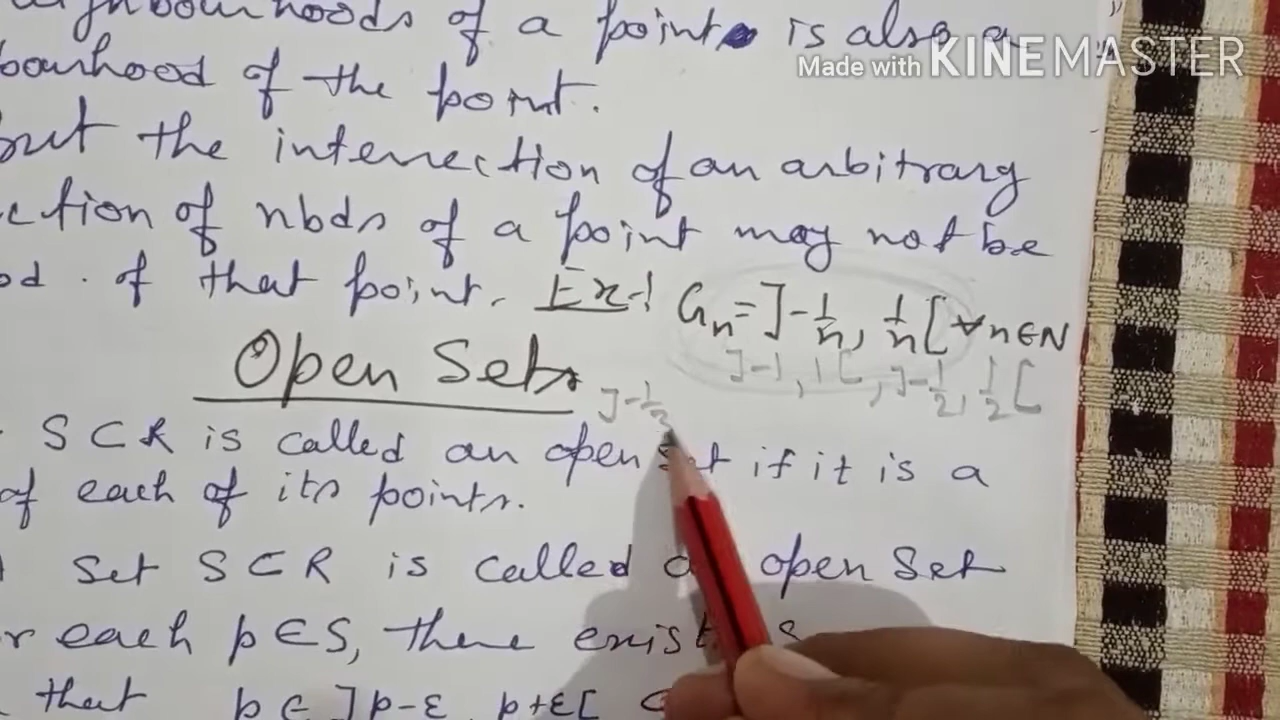 ighbourhoods of a point is also a
Made with KINEMASTER
bourhood of the point.
but the intersection of an arbitrary
ction of nbds of a point may not be
od. of that point. Ex-! Gn = ]-1/n, 1/n[ ∀n∈N
]-1, 1[, ]-1/2, 1/2[
Open Sets
]-1/3
S⊂R is called an open set if it is a
of each of its points.
Set S⊂R is called open set
r each p∈S, there exist s
that p∈ ]p-ε, p+ε[ ⊂